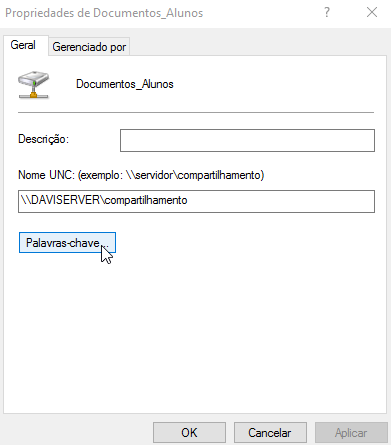 Propriedades de Documentos_Alunos
Geral
Gerenciado por
Documentos_Alunos
Descrição:
Nome UNC: (exemplo: \\servidor\compartilhamento)
\\DAVISERVER\compartilhamento
Palavras-chave...
OK
Cancelar
Aplicar